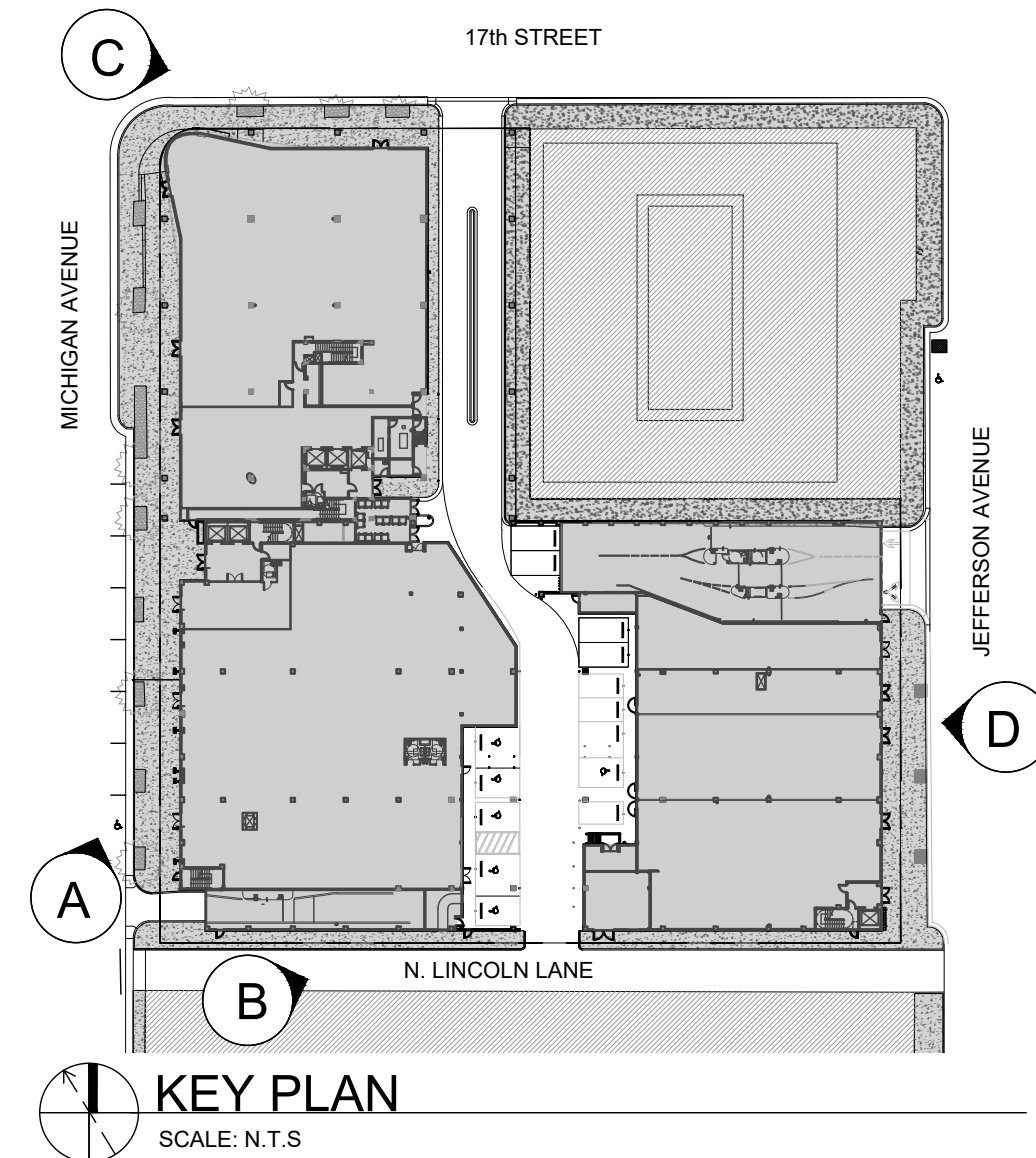 17th STREET
C
MICHIGAN AVENUE
JEFFERSON AVENUE
D
A
N. LINCOLN LANE
B
KEY PLAN
SCALE: N.T.S